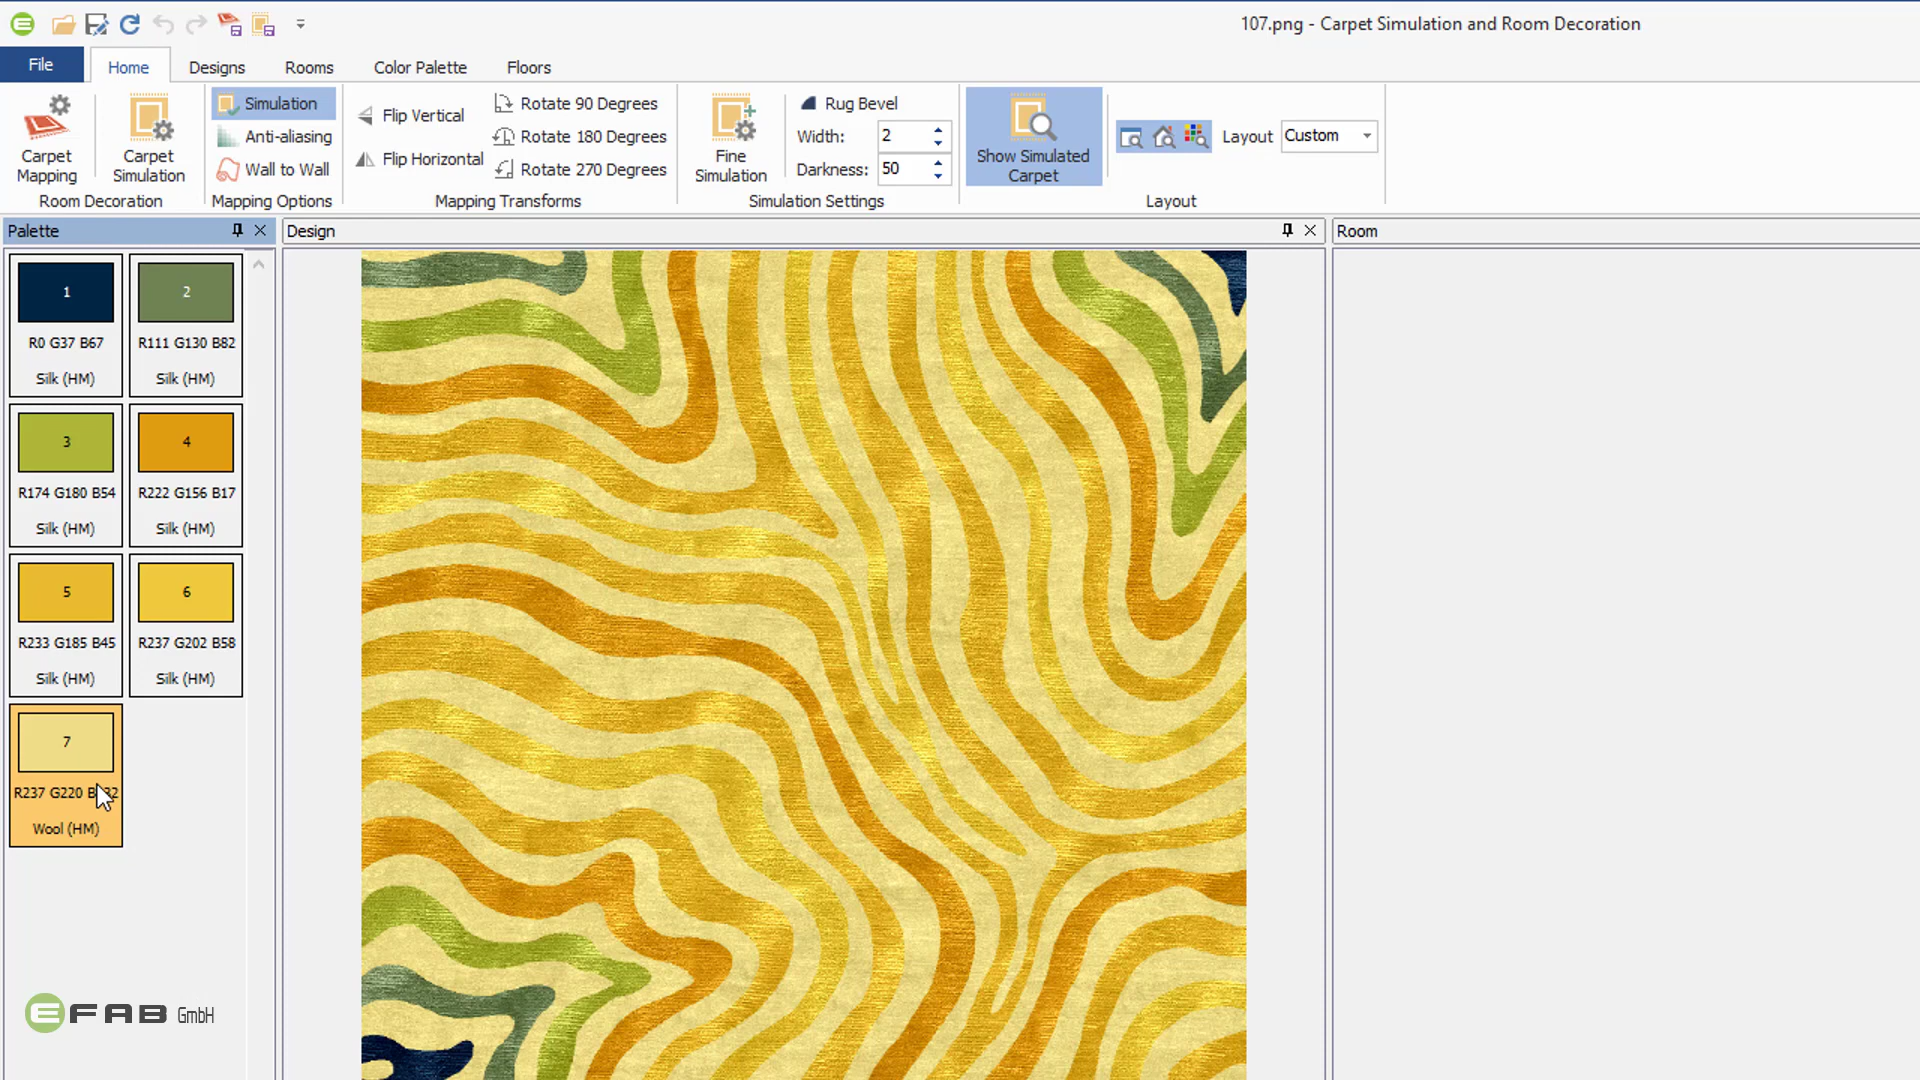 107.png - Carpet Simulation and Room Decoration
File Home Designs Rooms Color Palette Floors
Carpet Mapping
Carpet Simulation
Room Decoration
Simulation
Anti-aliasing
Wall to Wall
Mapping Options
Flip Vertical
Flip Horizontal
Rotate 90 Degrees
Rotate 180 Degrees
Rotate 270 Degrees
Mapping Transforms
Fine Simulation
Rug Bevel
Width: 2
Darkness: 50
Simulation Settings
Show Simulated Carpet
Layout Custom
Layout
Palette
Design
Room
1 2
R0 G37 B67 R111 G130 B82
Silk (HM) Silk (HM)
3 4
R174 G180 B54 R222 G156 B17
Silk (HM) Silk (HM)
5 6
R233 G185 B45 R237 G202 B58
Silk (HM) Silk (HM)
7
R237 G220
Wool (HM)
E FAB GmbH